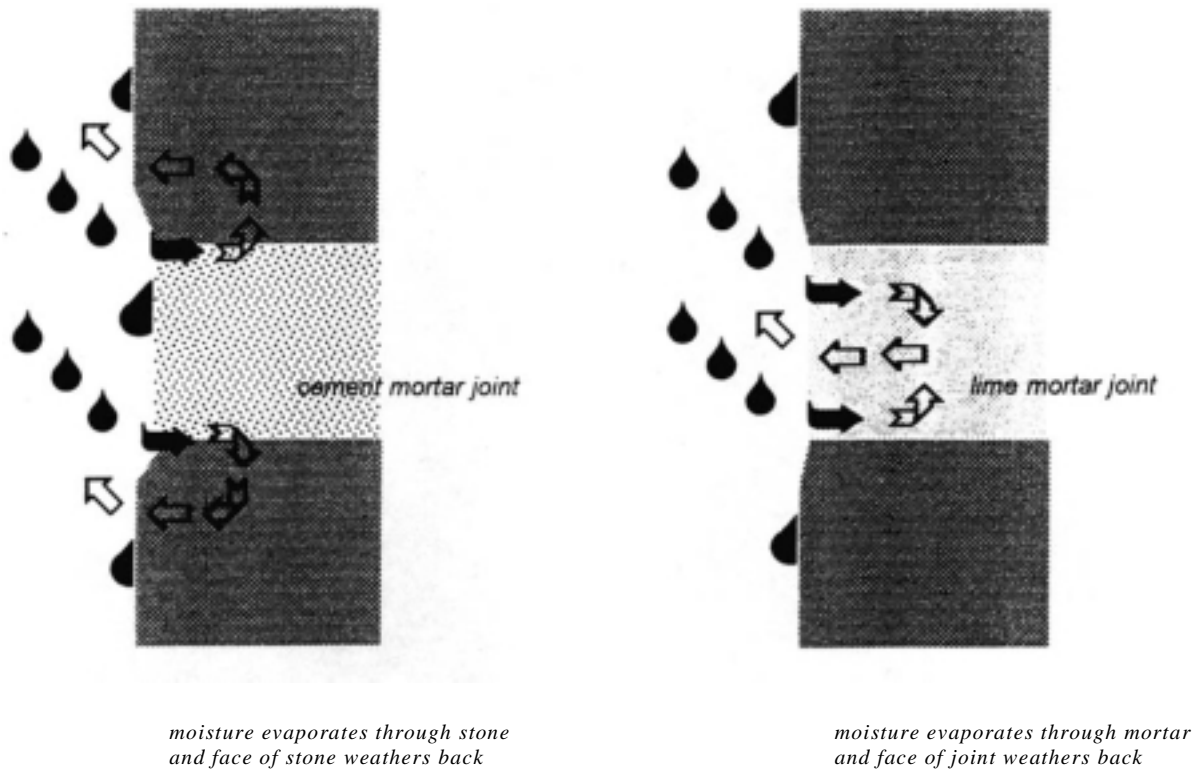 cement mortar joint
lime mortar joint
moisture evaporates through stone
and face of stone weathers back
moisture evaporates through mortar
and face of joint weathers back